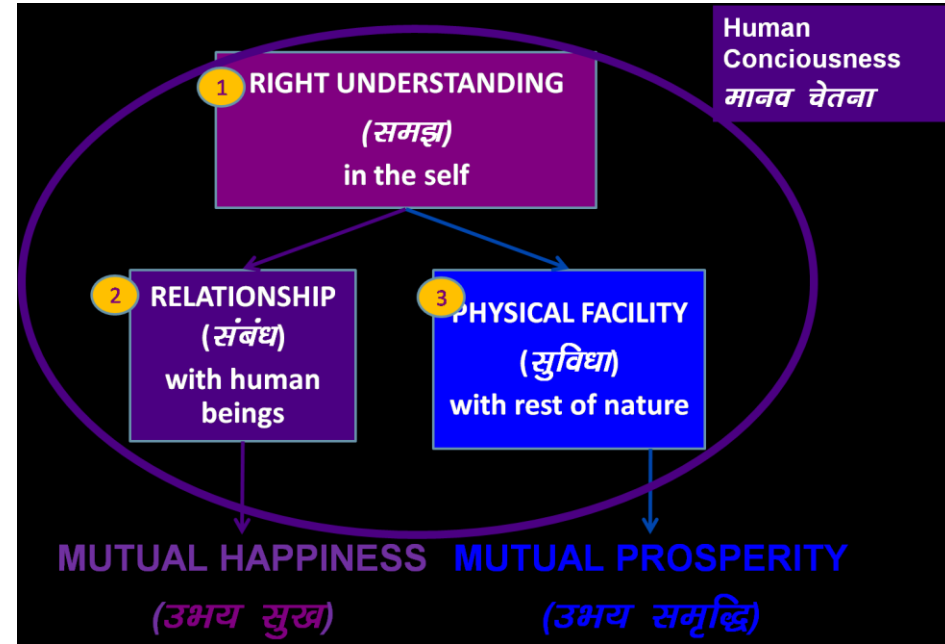 Human
Conciousness
मानव चेतना
1
RIGHT UNDERSTANDING
(समझ)
in the self
2
RELATIONSHIP
(संबंध)
with human
beings
3
PHYSICAL FACILITY
(सुविधा)
with rest of nature
MUTUAL HAPPINESS
(उभय सुख)
MUTUAL PROSPERITY
(उभय समृद्धि)